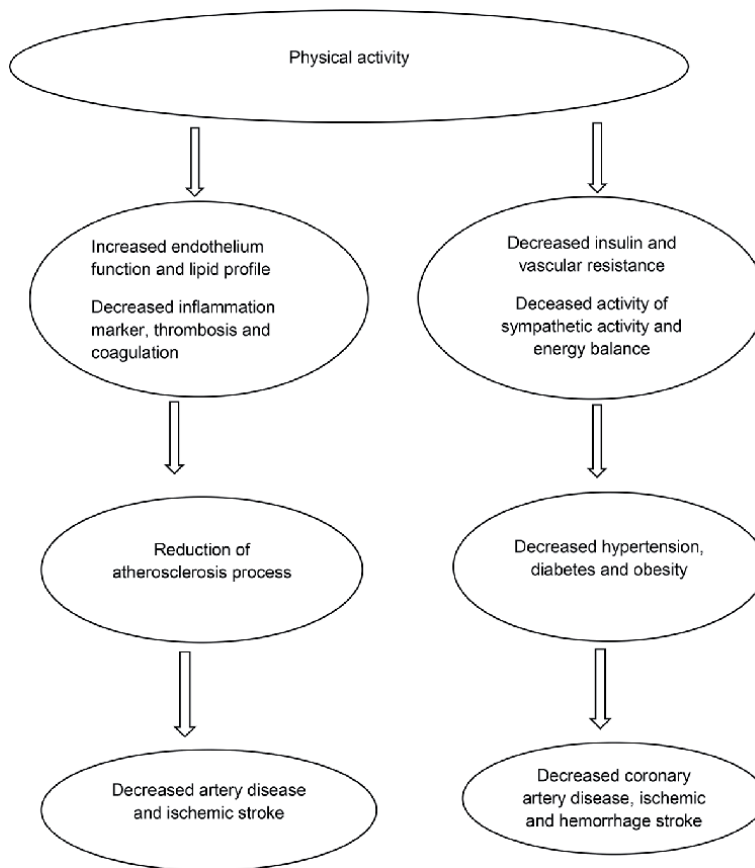 Physical activity
Increased endothelium
function and lipid profile
Decreased inflammation
marker, thrombosis and
coagulation
Decreased insulin and
vascular resistance
Deceased activity of
sympathetic activity and
energy balance
Reduction of
atherosclerosis process
Decreased hypertension,
diabetes and obesity
Decreased artery disease
and ischemic stroke
Decreased coronary
artery disease, ischemic
and hemorrhage stroke